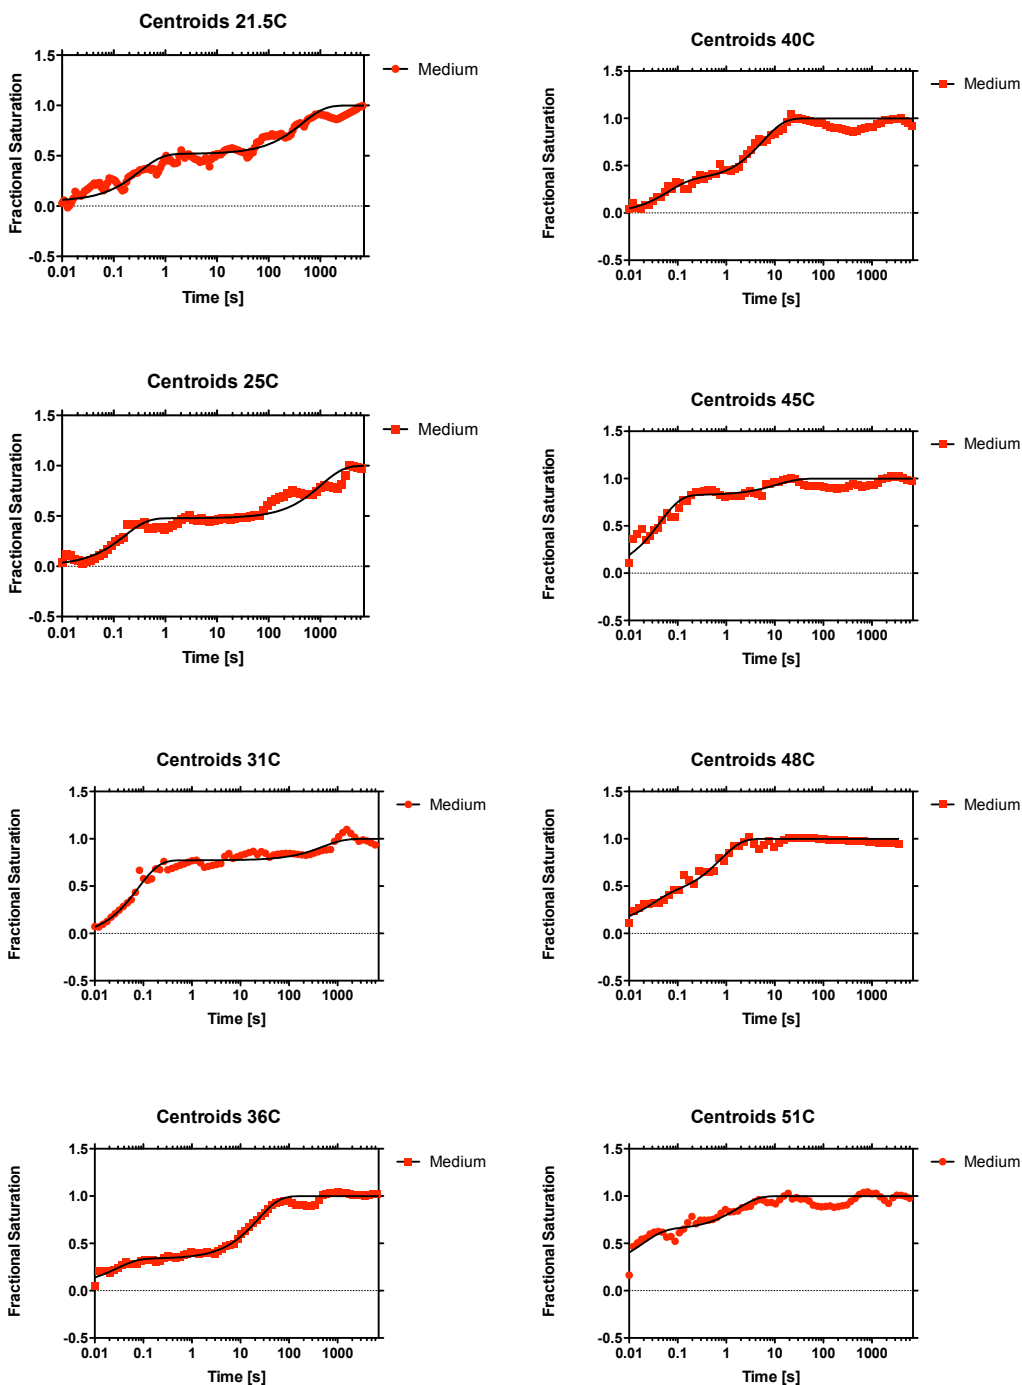 Centroids 21.5C
1.5
1.0
0.5
0.0
-0.5
Fractional Saturation
0.01 0.1 1 10 100 1000
Time [s]
Medium
Centroids 40C
1.5
1.0
0.5
0.0
-0.5
Fractional Saturation
0.01 0.1 1 10 100 1000
Time [s]
Medium
Centroids 25C
1.5
1.0
0.5
0.0
-0.5
Fractional Saturation
0.01 0.1 1 10 100 1000
Time [s]
Medium
Centroids 45C
1.5
1.0
0.5
0.0
-0.5
Fractional Saturation
0.01 0.1 1 10 100 1000
Time [s]
Medium
Centroids 31C
1.5
1.0
0.5
0.0
-0.5
Fractional Saturation
0.01 0.1 1 10 100 1000
Time [s]
Medium
Centroids 48C
1.5
1.0
0.5
0.0
-0.5
Fractional Saturation
0.01 0.1 1 10 100 1000
Time [s]
Medium
Centroids 36C
1.5
1.0
0.5
0.0
-0.5
Fractional Saturation
0.01 0.1 1 10 100 1000
Time [s]
Medium
Centroids 51C
1.5
1.0
0.5
0.0
-0.5
Fractional Saturation
0.01 0.1 1 10 100 1000
Time [s]
Medium